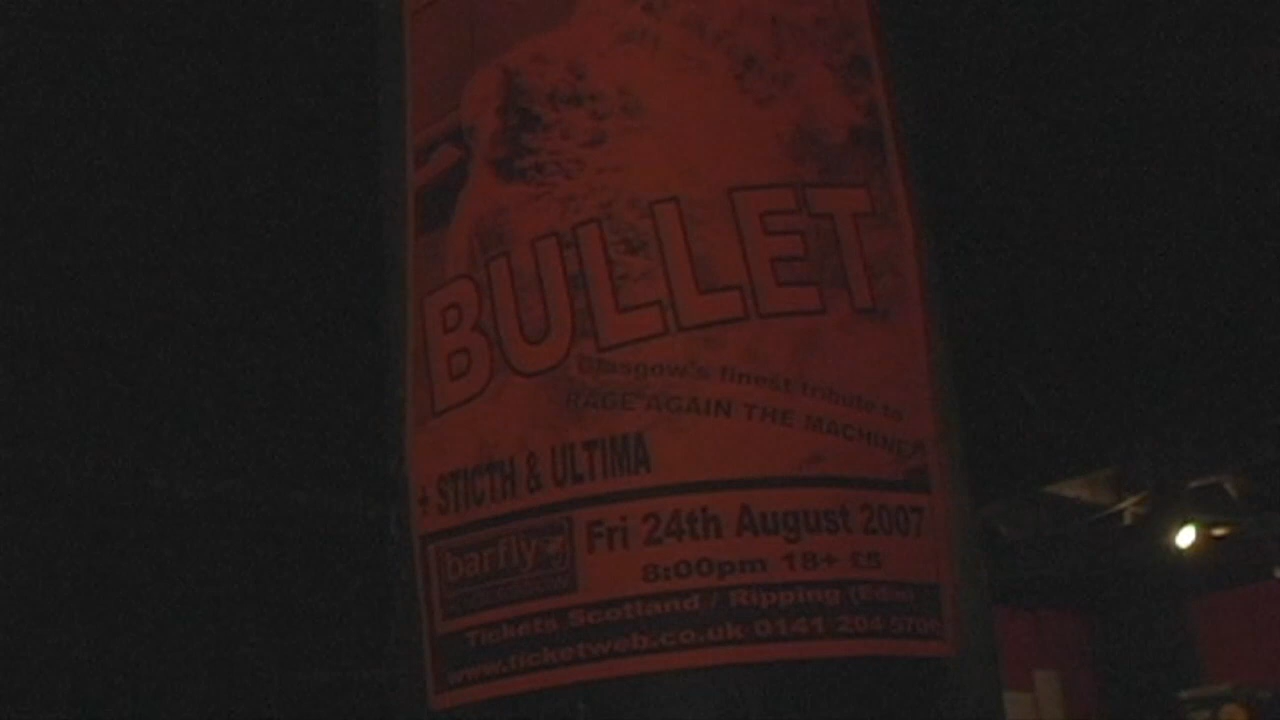 BULLET
Glasgow's finest tribute to
RAGE AGAIN THE MACHINE
+ STICTH & ULTIMA
barfly
Fri 24th August 2007
8:00pm 18+ £5
Tickets Scotland / Ripping
www.ticketweb.co.uk 0141 204